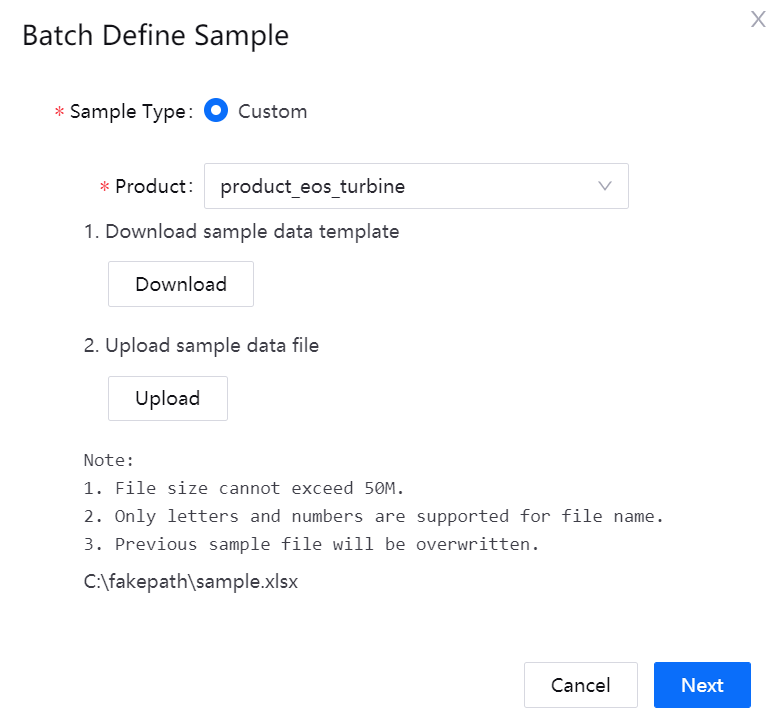 Batch Define Sample
X
* Sample Type: Custom
* Product: product_eos_turbine
1. Download sample data template
Download
2. Upload sample data file
Upload
Note:
1. File size cannot exceed 50M.
2. Only letters and numbers are supported for file name.
3. Previous sample file will be overwritten.
C:\fakepath\sample.xlsx
Cancel Next